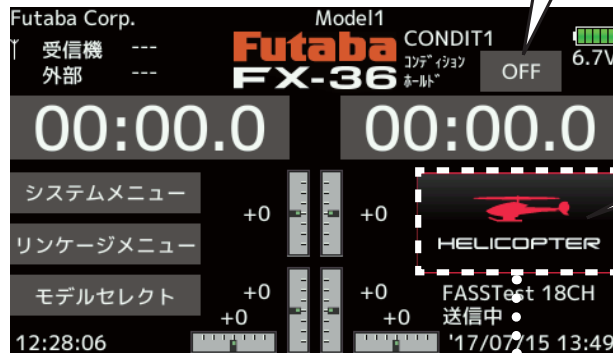 Futaba Corp.
Model1
受信機 ---
外部 ---
Futaba
FX-36
CONDIT1
ｺﾝﾃﾞｨｼｮﾝ
ﾎｰﾙﾄﾞ
OFF
6.7V
00:00.0
00:00.0
システムメニュー
リンケージメニュー
モデルセレクト
+0
+0
+0
+0
+0
+0
HELICOPTER
FASSTest 18CH
送信中
12:28:06
'17/07/15 13:49